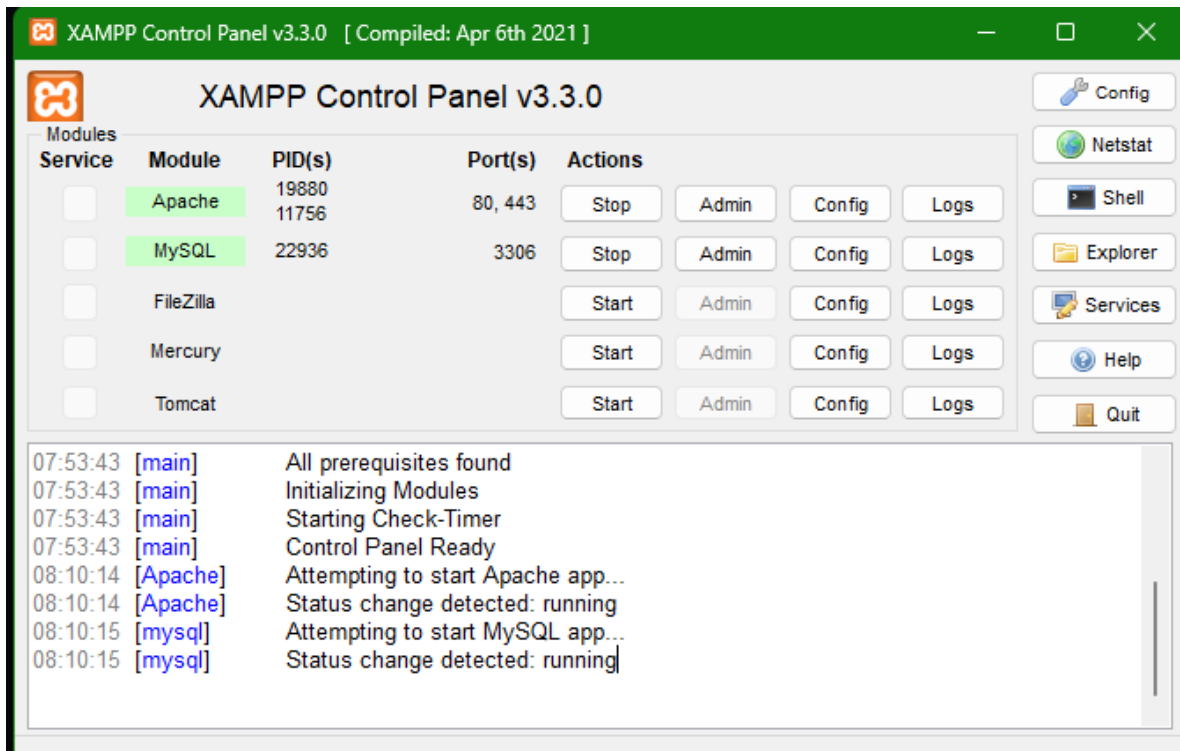 XAMPP Control Panel v3.3.0 [ Compiled: Apr 6th 2021 ]
XAMPP Control Panel v3.3.0
Config
Modules
Service Module PID(s) Port(s) Actions
Netstat
Apache 19880 11756 80, 443 Stop Admin Config Logs
Shell
MySQL 22936 3306 Stop Admin Config Logs
Explorer
FileZilla Start Admin Config Logs
Services
Mercury Start Admin Config Logs
Help
Tomcat Start Admin Config Logs
Quit
07:53:43 [main] All prerequisites found
07:53:43 [main] Initializing Modules
07:53:43 [main] Starting Check-Timer
07:53:43 [main] Control Panel Ready
08:10:14 [Apache] Attempting to start Apache app...
08:10:14 [Apache] Status change detected: running
08:10:15 [mysql] Attempting to start MySQL app...
08:10:15 [mysql] Status change detected: running